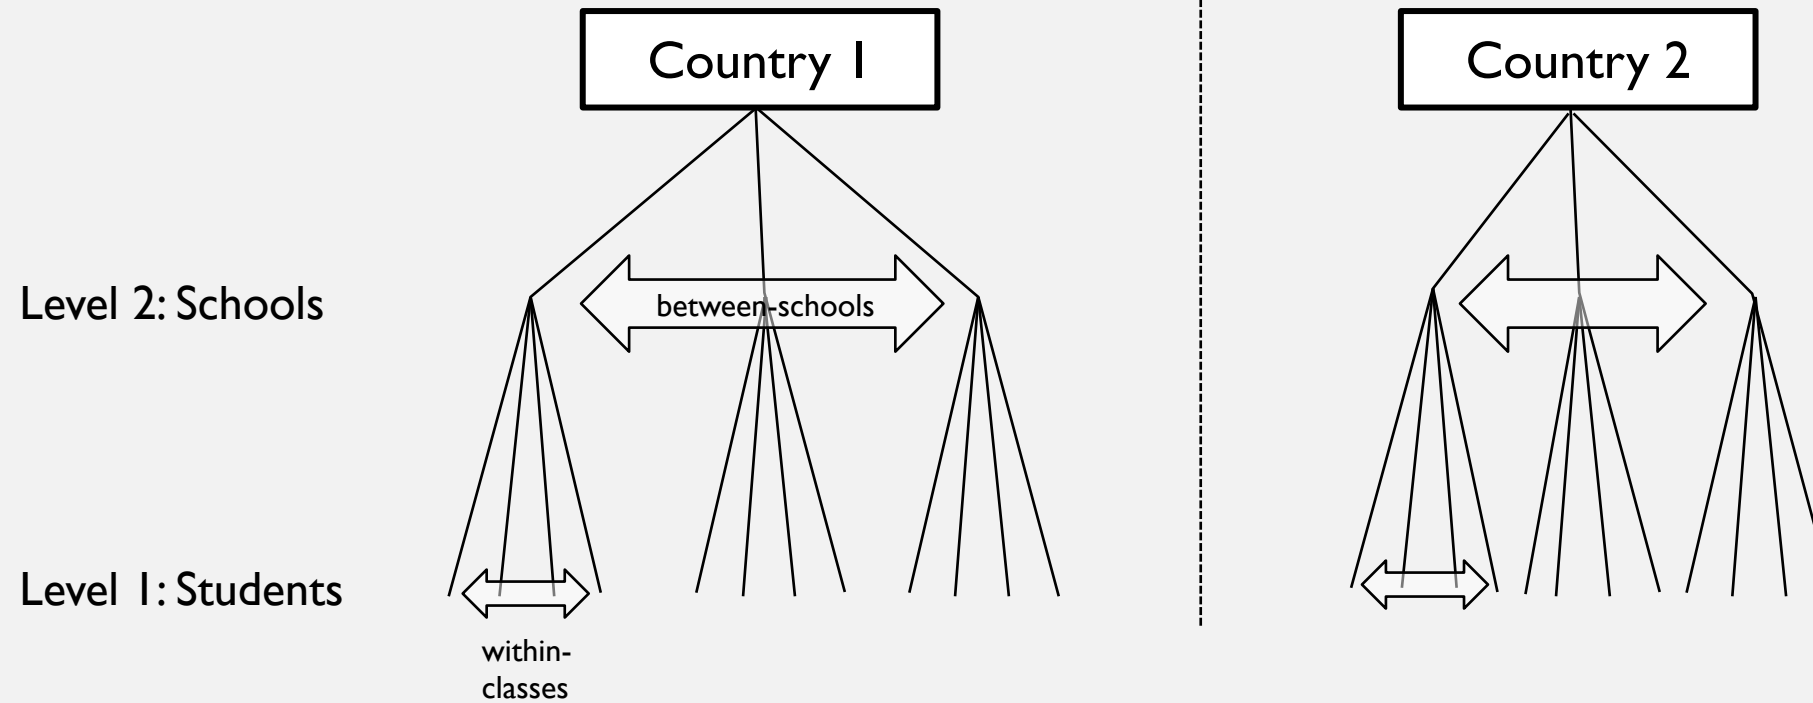 Country 1
Country 2
Level 2: Schools
between-schools
Level 1: Students
within-
classes